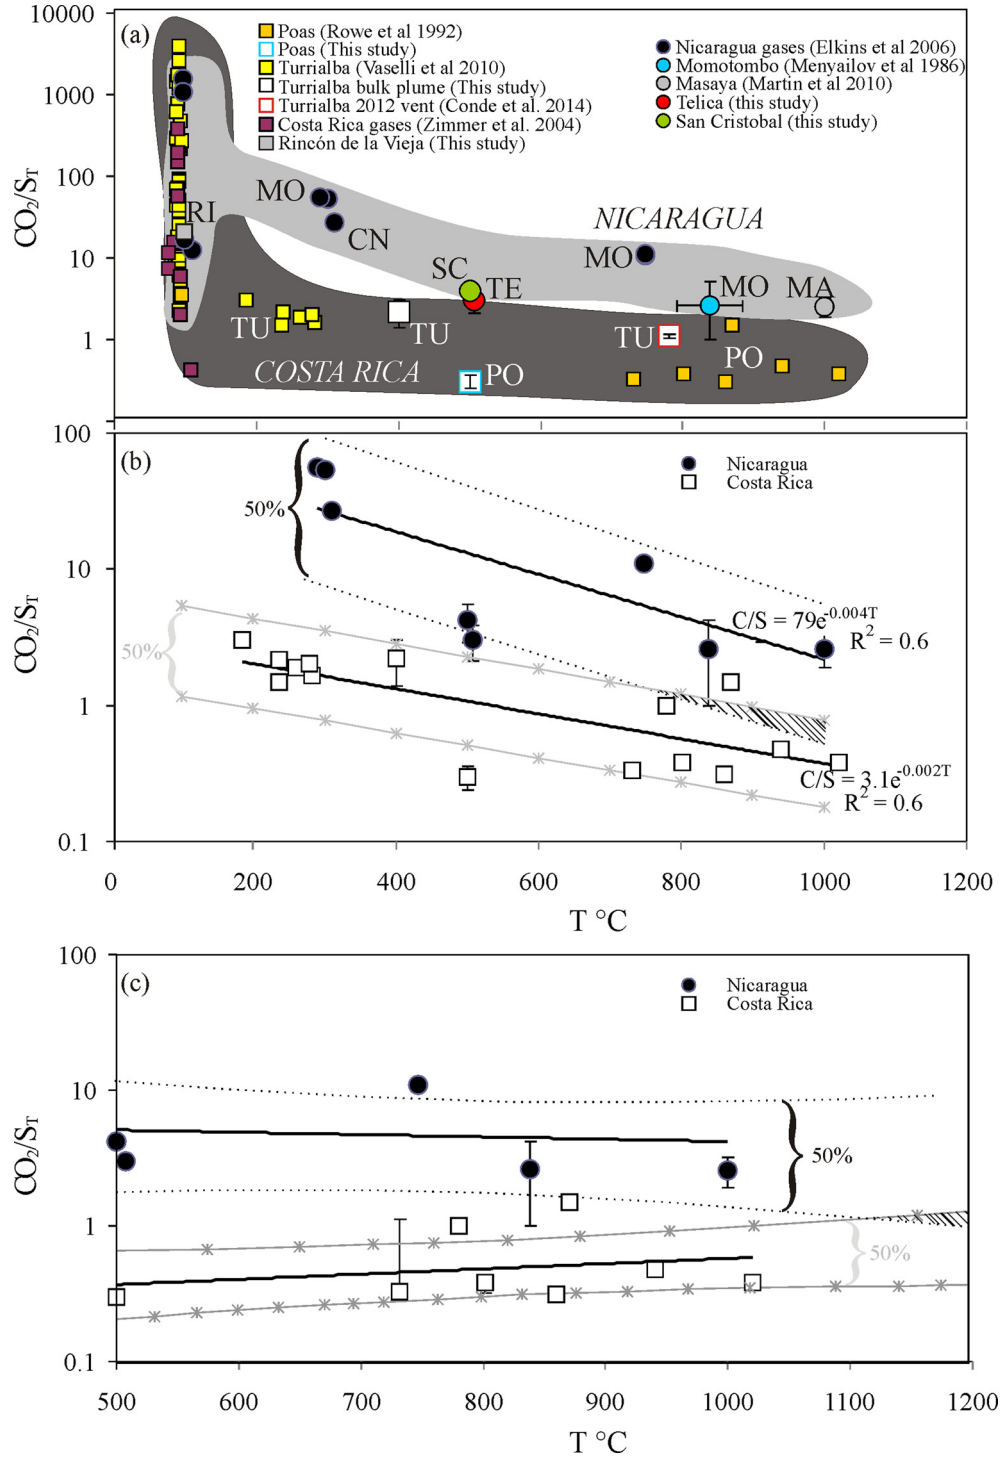 (a)
10000
1000
100
10
1
CO2/ST
Poas (Rowe et al 1992)
Poas (This study)
Turrialba (Vaselli et al 2010)
Turrialba bulk plume (This study)
Turrialba 2012 vent (Conde et al. 2014)
Costa Rica gases (Zimmer et al. 2004)
Rincón de la Vieja (This study)
Nicaragua gases (Elkins et al 2006)
Momotombo (Menyailov et al 1986)
Masaya (Martin et al 2010)
Telica (this study)
San Cristobal (this study)
RI
MO
CN
NICARAGUA
MO
SC
TE
MO
MA
TU
TU
TU
PO
COSTA RICA
PO
(b)
100
10
1
0.1
CO2/ST
Nicaragua
Costa Rica
50%
50%
C/S = 79e-0.004T
R2 = 0.6
C/S = 3.1e-0.002T
R2 = 0.6
0
200
400
600
800
1000
1200
T °C
(c)
100
10
1
0.1
CO2/ST
Nicaragua
Costa Rica
50%
50%
500
600
700
800
900
1000
1100
1200
T °C